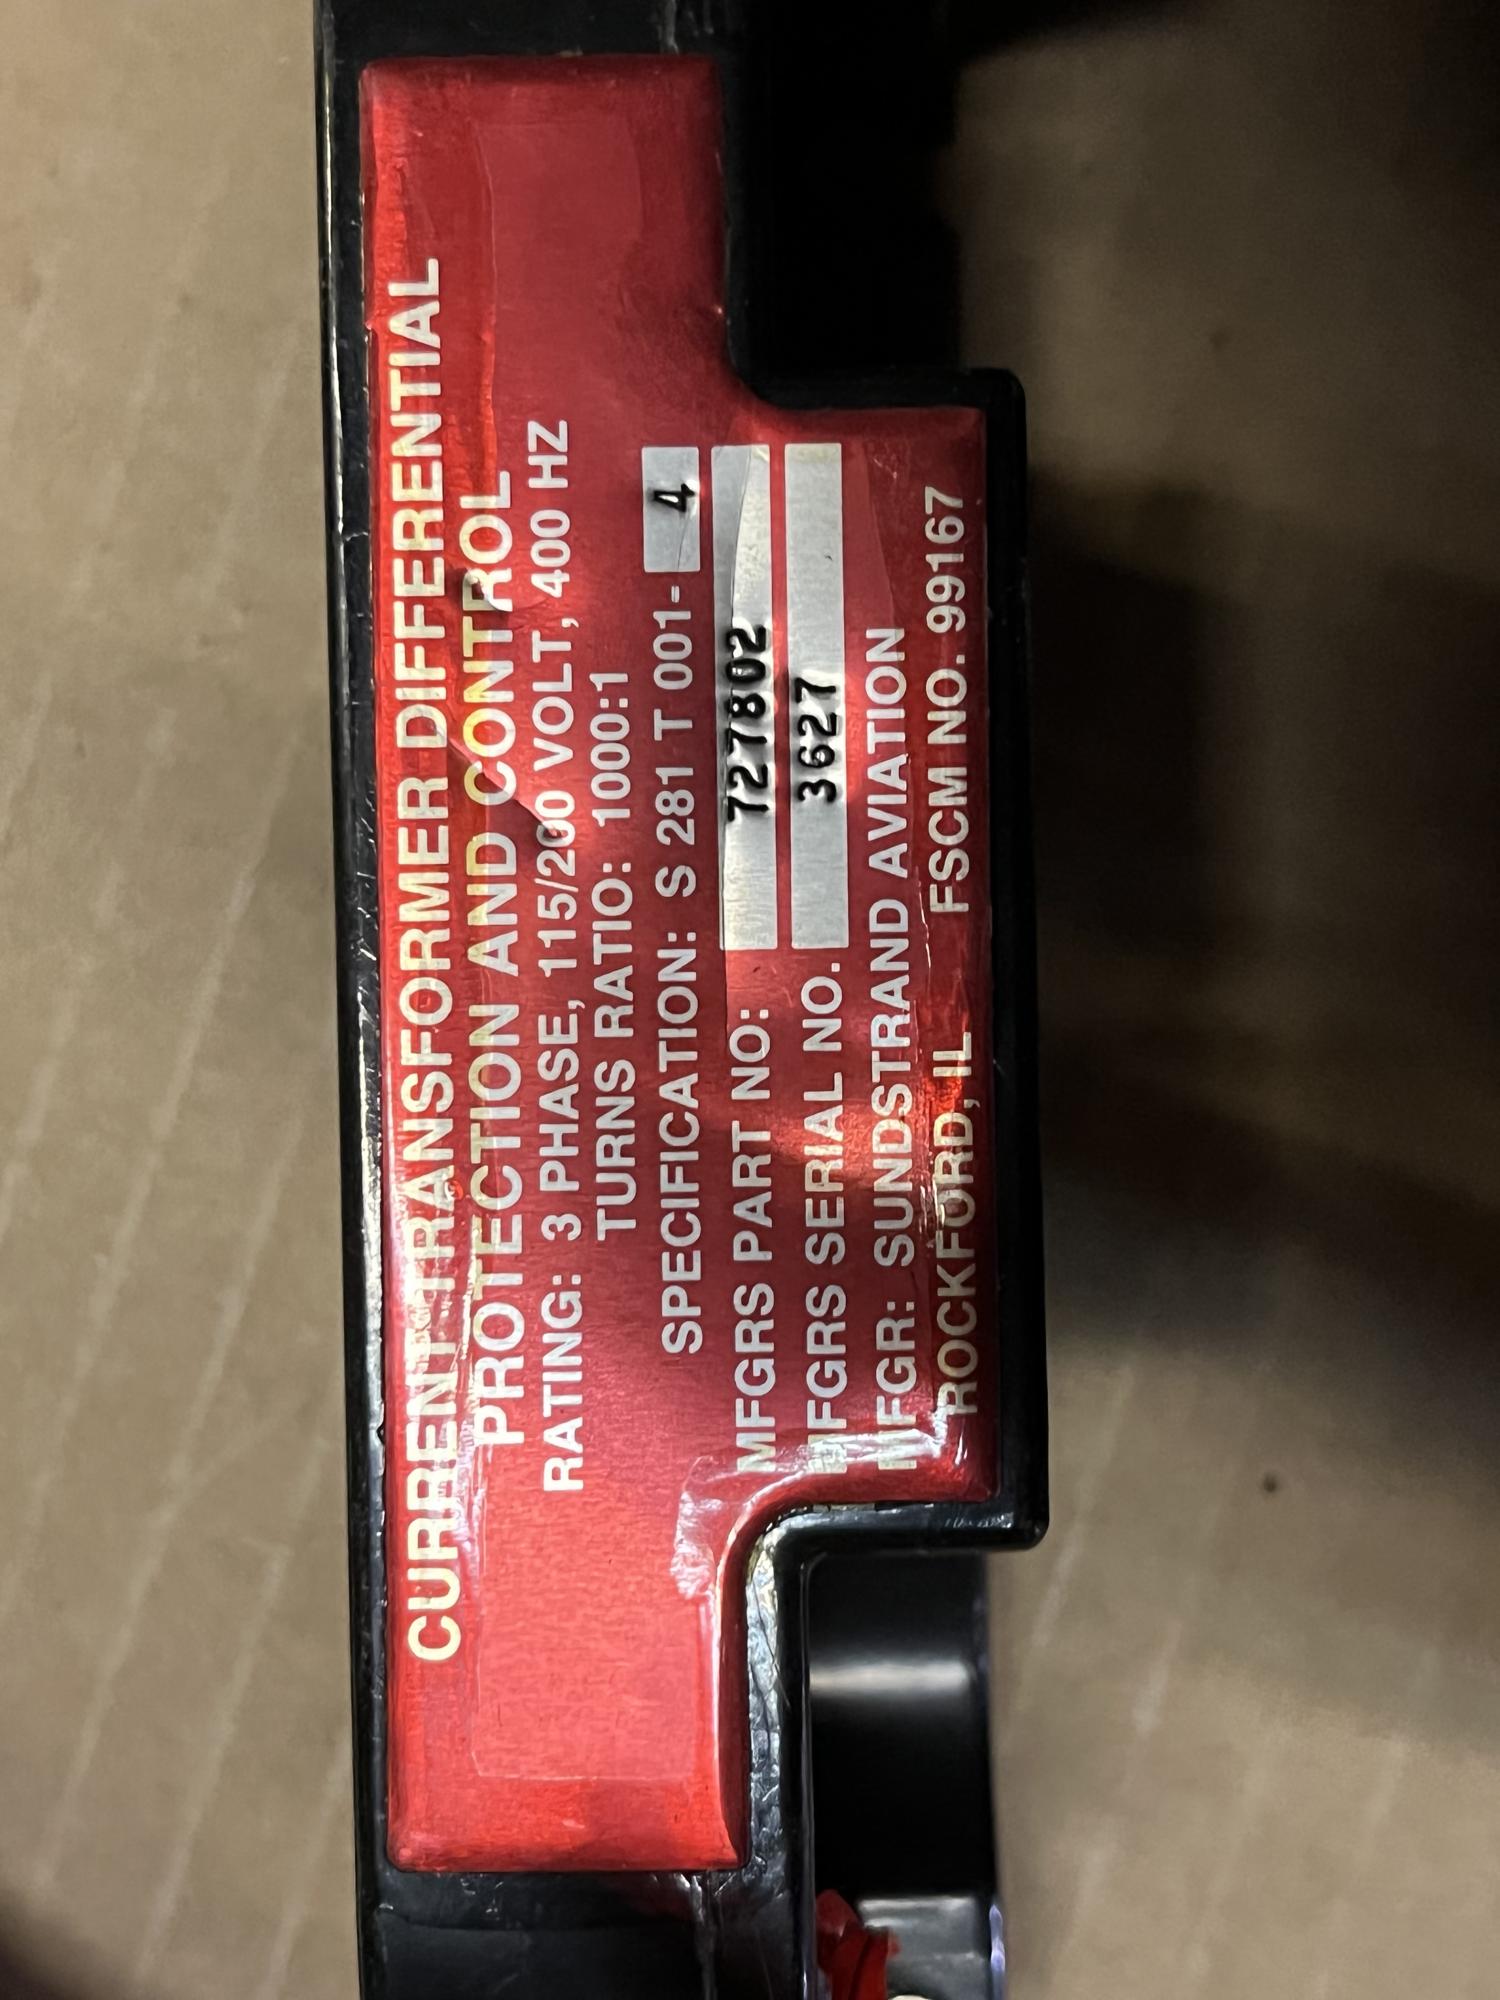 CURRENT TRANSFORMER DIFFERENTIAL
PROTECTION AND CONTROL
RATING: 3 PHASE, 115/200 VOLT, 400 HZ
TURNS RATIO: 1000:1
SPECIFICATION: S 281 T 001- 4
MFGRS PART NO: 727802
MFGRS SERIAL NO. 3627
MFGR: SUNDSTRAND AVIATION
ROCKFORD, IL FSCM NO. 99167